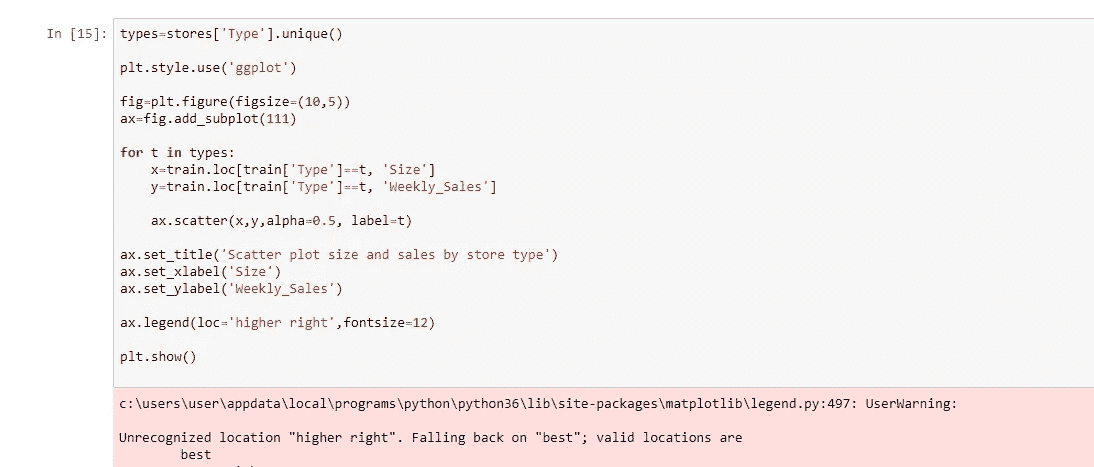 In [15]: types=stores['Type'].unique()
plt.style.use('ggplot')
fig=plt.figure(figsize=(10,5))
ax=fig.add_subplot(111)
for t in types:
    x=train.loc[train['Type']==t, 'Size']
    y=train.loc[train['Type']==t, 'Weekly_Sales']
    ax.scatter(x,y,alpha=0.5, label=t)
ax.set_title('Scatter plot size and sales by store type')
ax.set_xlabel('Size')
ax.set_ylabel('Weekly_Sales')
ax.legend(loc='higher right',fontsize=12)
plt.show()
c:\users\user\appdata\local\programs\python\python36\lib\site-packages\matplotlib\legend.py:497: UserWarning:
Unrecognized location "higher right". Falling back on "best"; valid locations are
        best